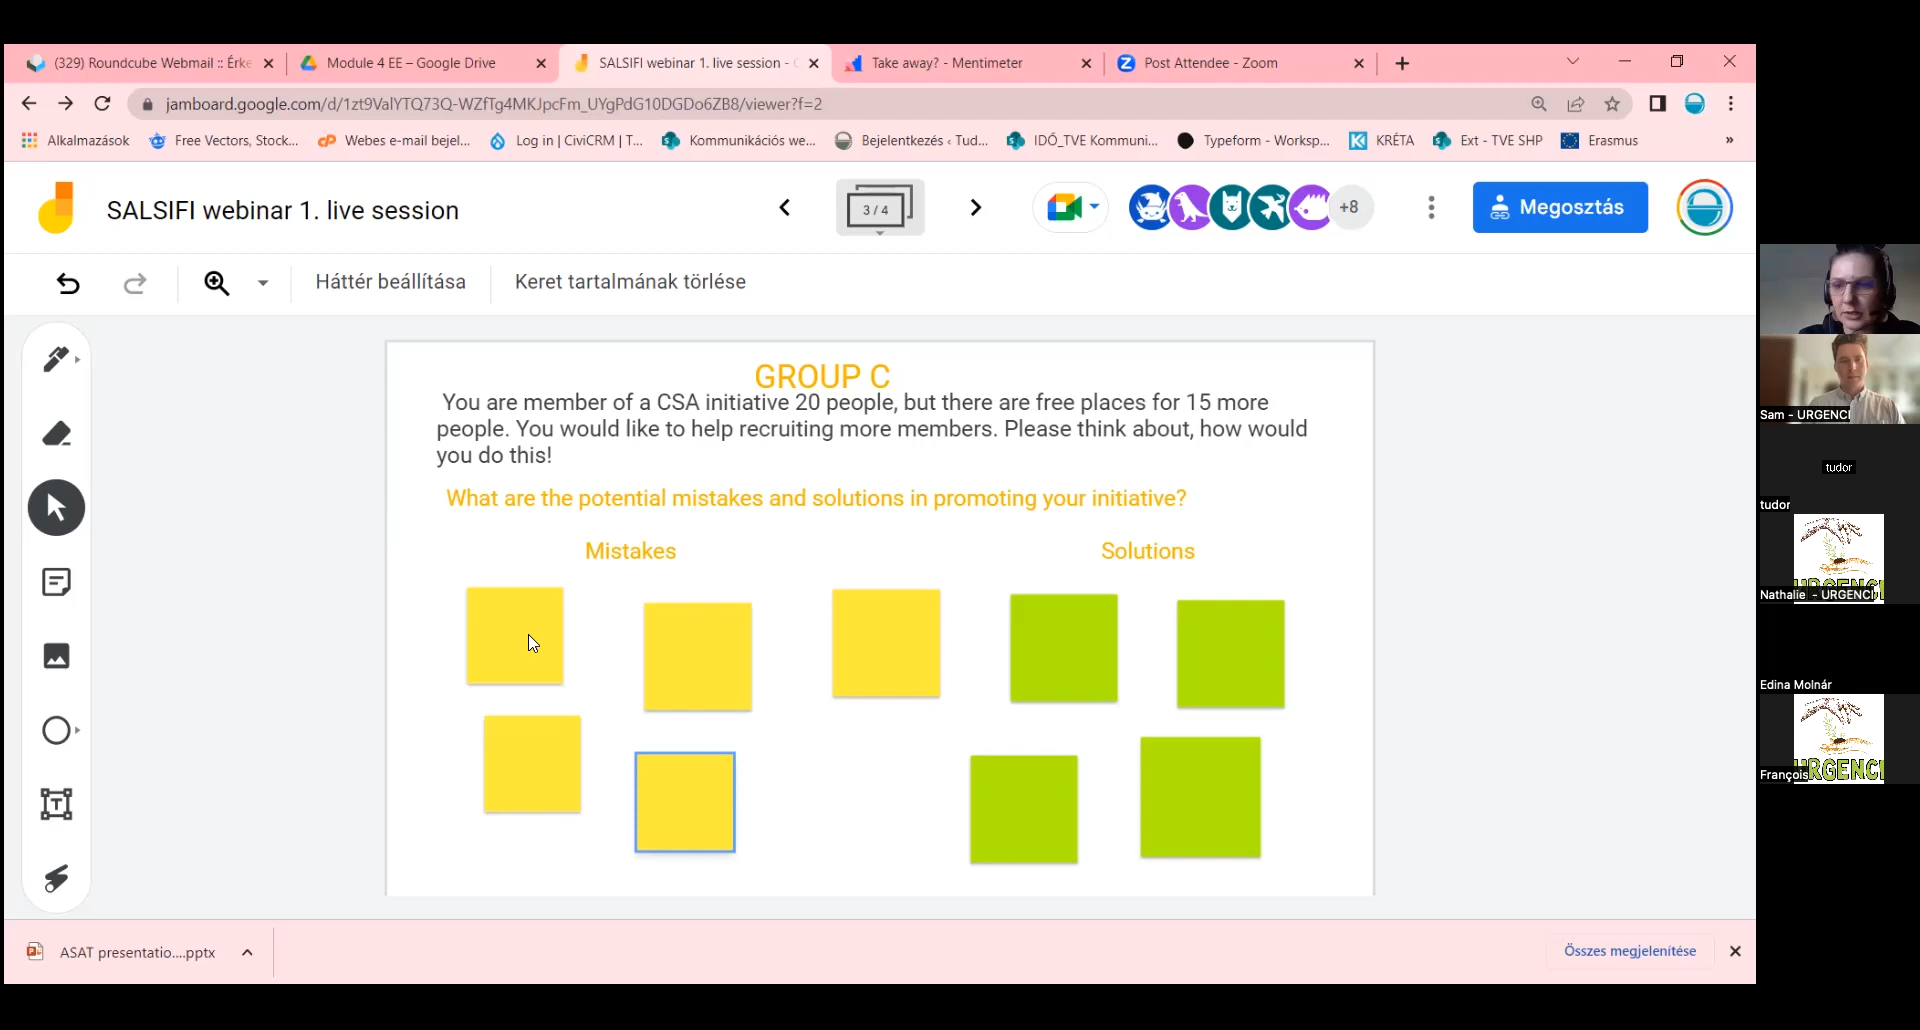 (329) Roundcube Webmail :: Érke
Module 4 EE – Google Drive
SALSIFI webinar 1. live session -
Take away? - Mentimeter
Post Attendee - Zoom
jamboard.google.com/d/1zt9ValYTQ73Q-WZfTg4MKJpcFm_UYgPdG10DGDo6ZB8/viewer?f=2
Alkalmazások
Free Vectors, Stock...
Webes e-mail bejel...
Log in | CiviCRM | T...
Kommunikációs we...
Bejelentkezés ‹ Tud...
IDŐ_TVE Kommuni...
Typeform - Worksp...
KRÉTA
Ext - TVE SHP
Erasmus
»
SALSIFI webinar 1. live session
3 / 4
+8
Megosztás
Háttér beállítása
Keret tartalmának törlése
GROUP C
You are member of a CSA initiative 20 people, but there are free places for 15 more
people. You would like to help recruiting more members. Please think about, how would
you do this!
What are the potential mistakes and solutions in promoting your initiative?
Mistakes
Solutions
ASAT presentatio....pptx
Összes megjelenítése
Sam - URGENCI
tudor
tudor
URGENCI
Nathalie - URGENCI
Edina Molnár
URGENCI
François